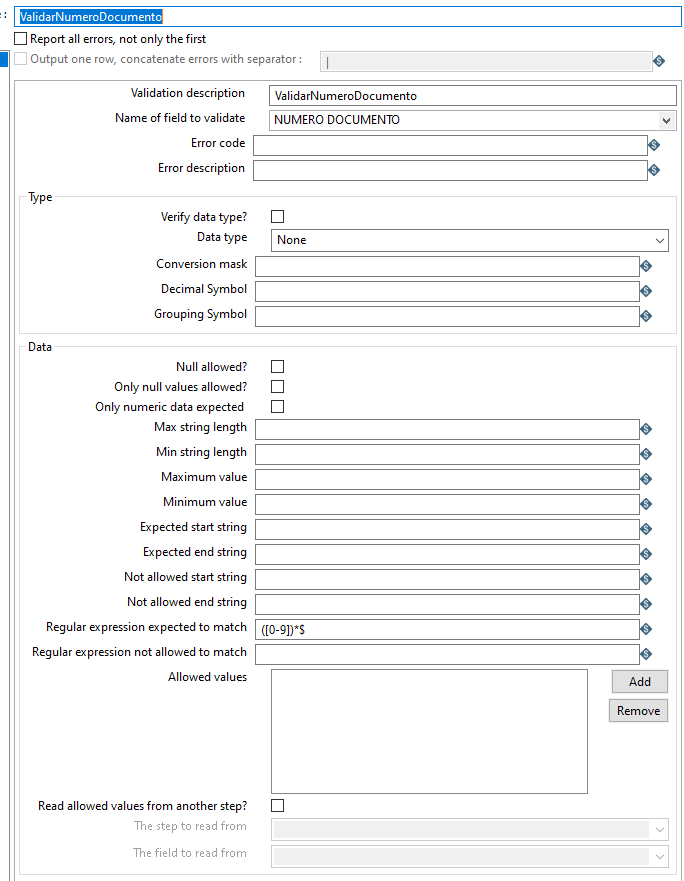 :
ValidarNumeroDocumento
Report all errors, not only the first
Output one row, concatenate errors with separator :
|
Validation description
ValidarNumeroDocumento
Name of field to validate
NUMERO DOCUMENTO
Error code
Error description
Type
Verify data type?
Data type
None
Conversion mask
Decimal Symbol
Grouping Symbol
Data
Null allowed?
Only null values allowed?
Only numeric data expected
Max string length
Min string length
Maximum value
Minimum value
Expected start string
Expected end string
Not allowed start string
Not allowed end string
Regular expression expected to match
([0-9])*$
Regular expression not allowed to match
Allowed values
Add
Remove
Read allowed values from another step?
The step to read from
The field to read from